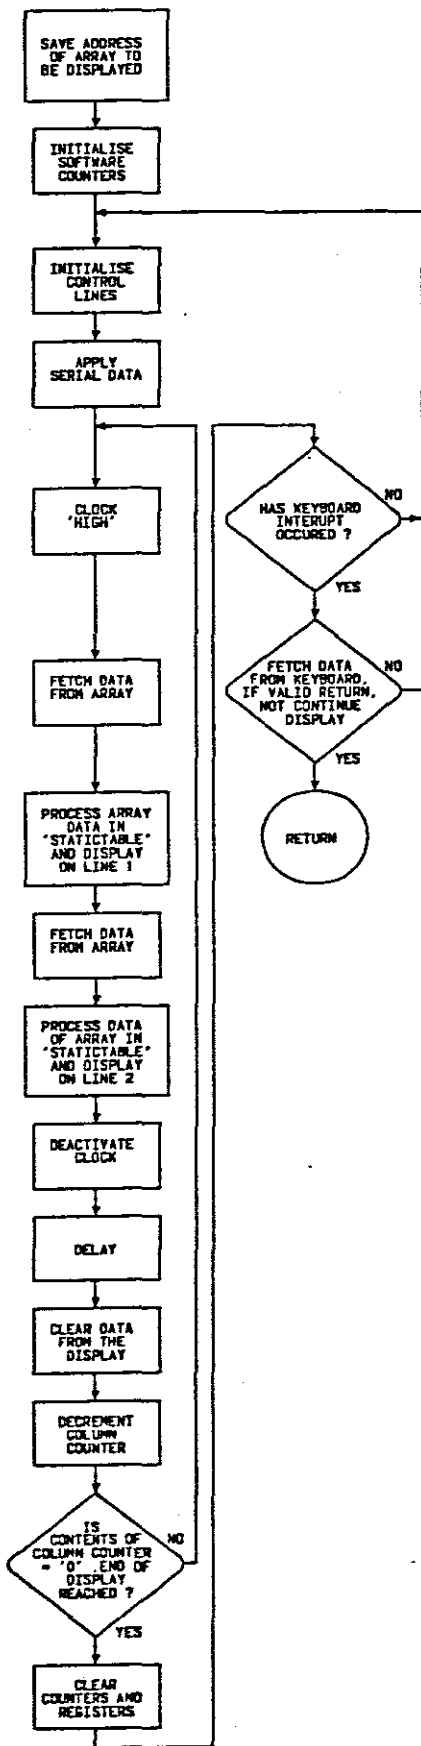 SAVE ADDRESS
OF ARRAY TO
BE DISPLAYED
INITIALISE
SOFTWARE
COUNTERS
INITIALISE
CONTROL
LINES
APPLY
SERIAL DATA
CLOCK
'HIGH'
FETCH DATA
FROM ARRAY
PROCESS ARRAY
DATA IN
"STATICTABLE"
AND DISPLAY
ON LINE 1
FETCH DATA
FROM ARRAY
PROCESS DATA
OF ARRAY IN
"STATICTABLE"
AND DISPLAY
ON LINE 2
DEACTIVATE
CLOCK
DELAY
CLEAR DATA
FROM THE
DISPLAY
DECREMENT
COLUMN
COUNTER
IS
CONTENTS OF
COLUMN COUNTER
= '0' .END OF
DISPLAY
REACHED ?
NO
YES
CLEAR
COUNTERS AND
REGISTERS
HAS KEYBOARD
INTERUPT
OCCURED ?
NO
YES
FETCH DATA
FROM KEYBOARD.
IF VALID RETURN.
NOT CONTINUE
DISPLAY
NO
YES
RETURN